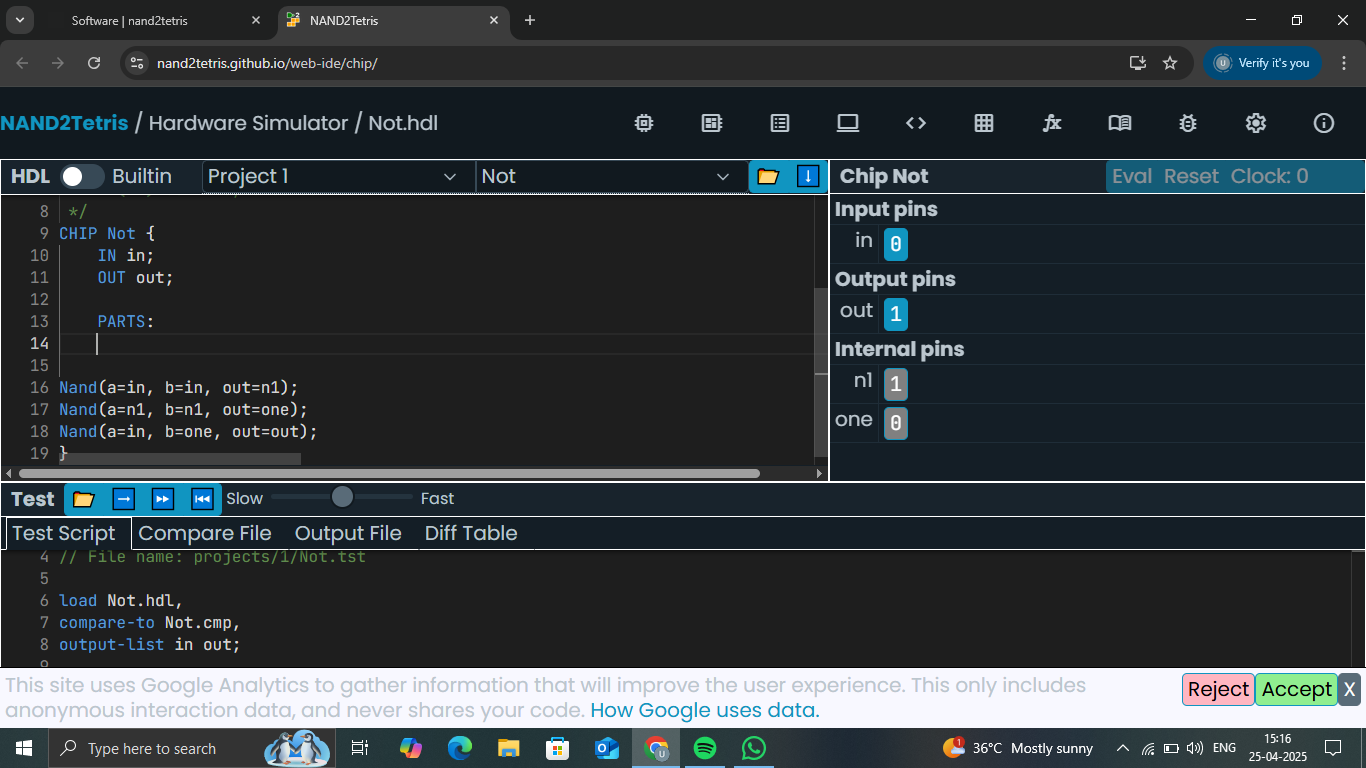 Software | nand2tetris
NAND2Tetris
nand2tetris.github.io/web-ide/chip/
U
Verify it's you
NAND2Tetris / Hardware Simulator / Not.hdl
HDL Builtin Project 1 Not
8 */
9 CHIP Not {
10 IN in;
11 OUT out;
12
13 PARTS:
14
15
16 Nand(a=in, b=in, out=n1);
17 Nand(a=n1, b=n1, out=one);
18 Nand(a=in, b=one, out=out);
19 }
Chip Not
Eval Reset Clock: 0
Input pins
in 0
Output pins
out 1
Internal pins
n1 1
one 0
Test Slow Fast
Test Script Compare File Output File Diff Table
4 // File name: projects/1/Not.tst
5
6 load Not.hdl,
7 compare-to Not.cmp,
8 output-list in out;
9
This site uses Google Analytics to gather information that will improve the user experience. This only includes
anonymous interaction data, and never shares your code. How Google uses data.
Reject Accept X
Type here to search
1 36°C Mostly sunny
ENG
15:16
25-04-2025